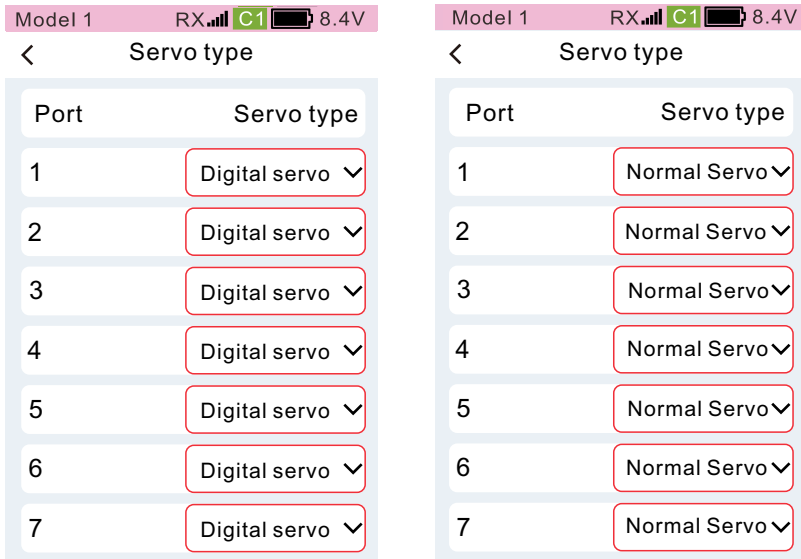 Model 1 RX C1 8.4V
Servo type
Port Servo type
1 Digital servo
2 Digital servo
3 Digital servo
4 Digital servo
5 Digital servo
6 Digital servo
7 Digital servo
Model 1 RX C1 8.4V
Servo type
Port Servo type
1 Normal Servo
2 Normal Servo
3 Normal Servo
4 Normal Servo
5 Normal Servo
6 Normal Servo
7 Normal Servo